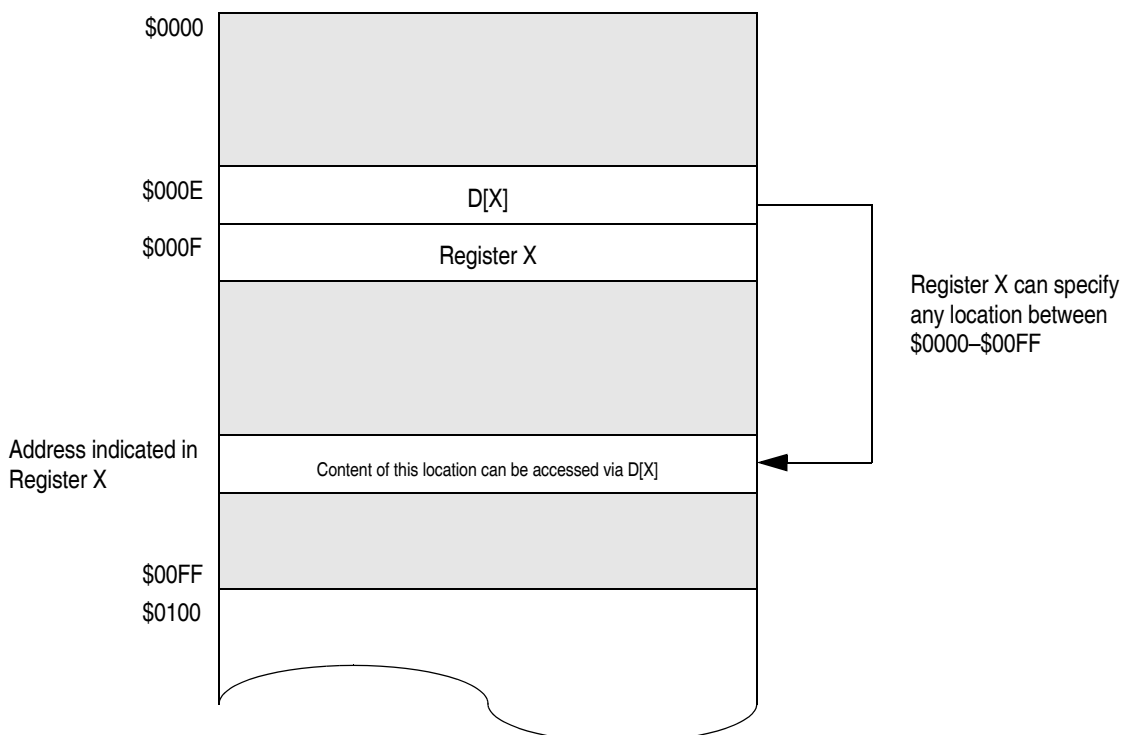 $0000
$000E
D[X]
$000F
Register X
Register X can specify
any location between
$0000–$00FF
Address indicated in
Register X
Content of this location can be accessed via D[X]
$00FF
$0100